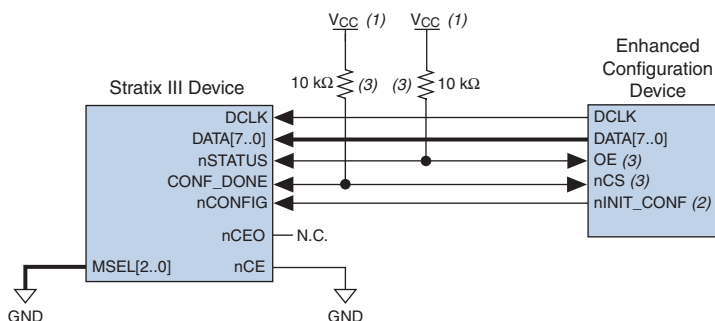 VCC (1)
VCC (1)
Enhanced
Configuration
Device
Stratix III Device
10 kΩ
(3)
(3)
10 kΩ
DCLK
DCLK
DATA[7..0]
DATA[7..0]
nSTATUS
OE (3)
CONF_DONE
nCS (3)
nCONFIG
nINIT_CONF (2)
nCEO
N.C.
MSEL[2..0]
nCE
GND
GND